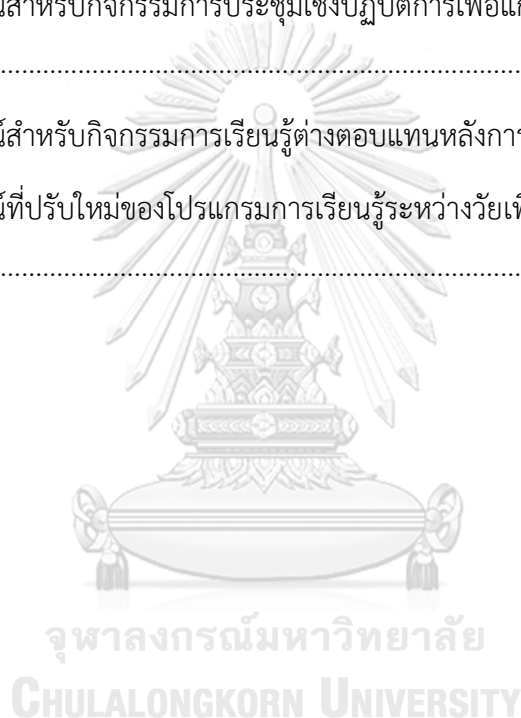 สำหรับกิจกรรมการประชุมเชิงปฏิบัติการเพื่อแก
................................................................
สำหรับกิจกรรมการเรียนรู้ต่างตอบแทนหลังการ
ที่ปรับใหม่ของโปรแกรมการเรียนรู้ระหว่างวัยเพื
................................................................
จุฬาลงกรณ์มหาวิทยาลัย
CHULALONGKORN UNIVERSITY